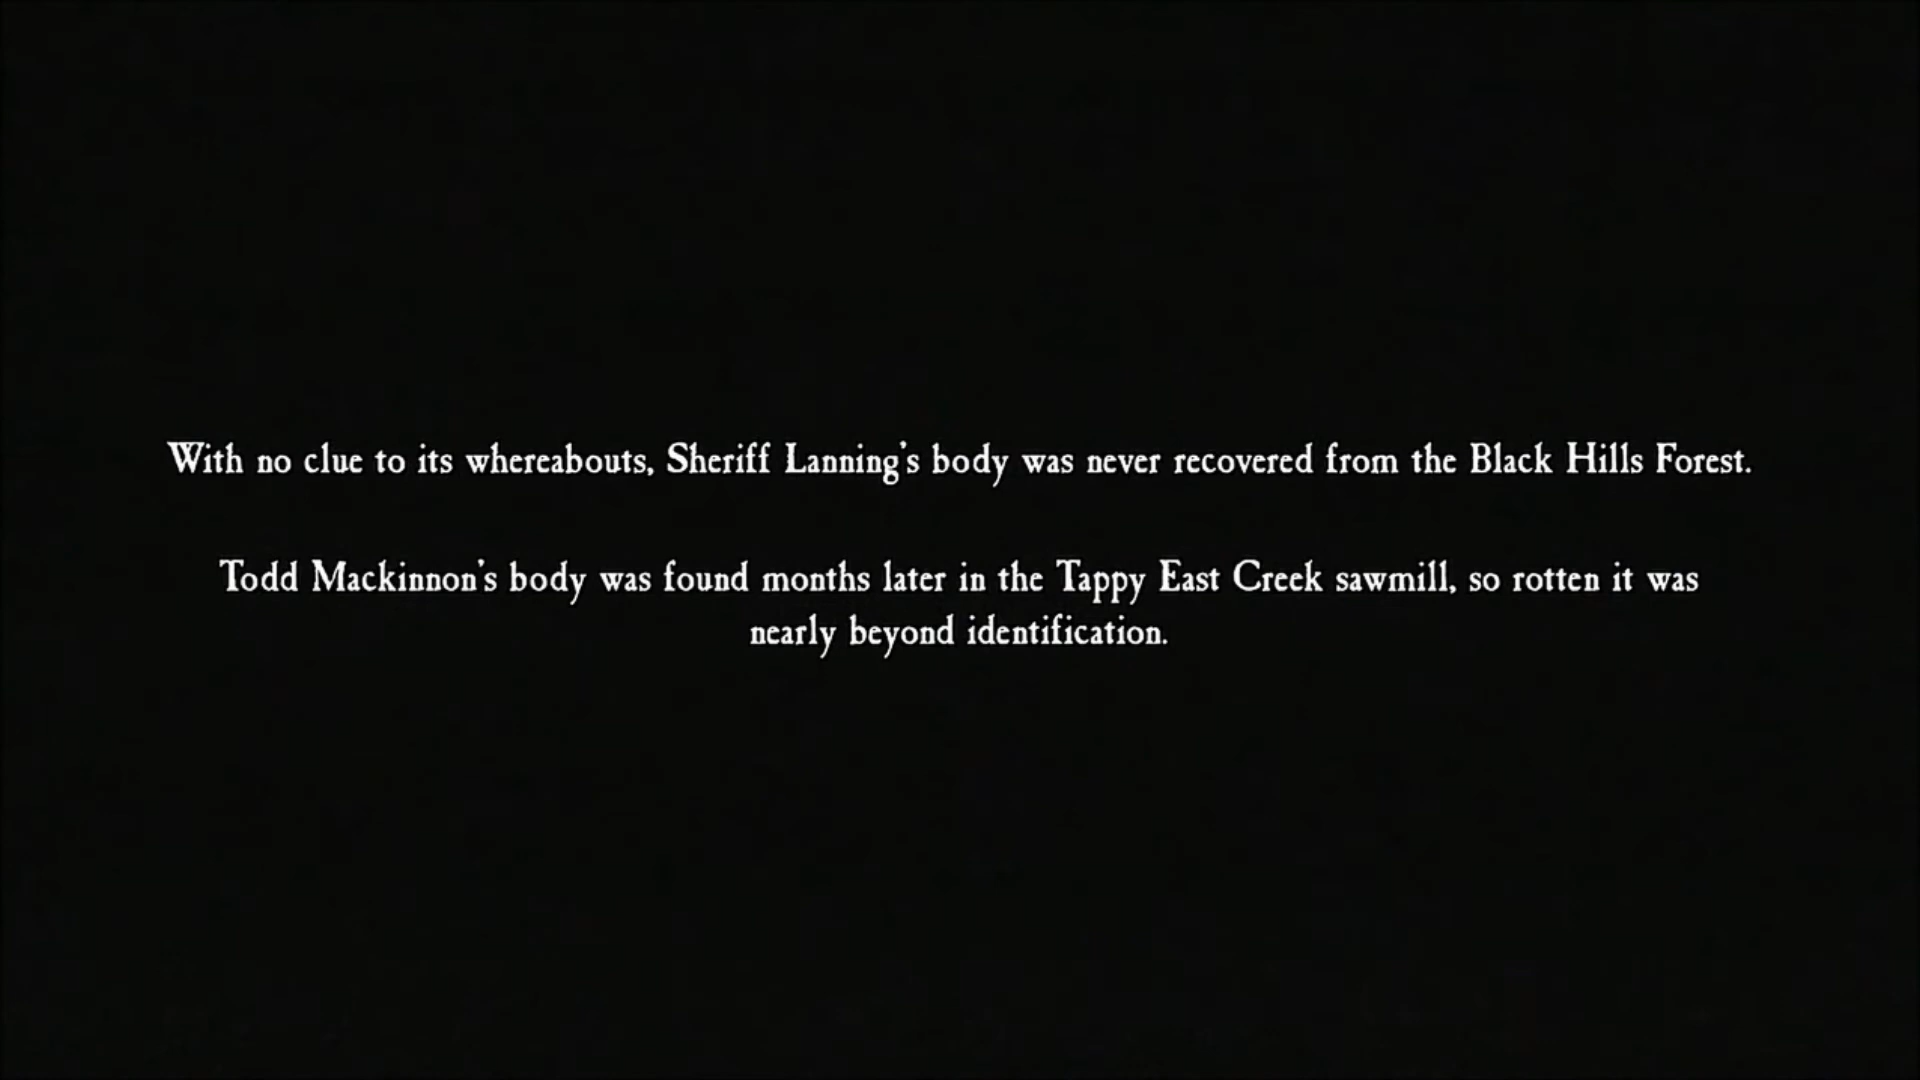 With no clue to its whereabouts, Sheriff Lanning's body was never recovered from the Black Hills Forest.
Todd Mackinnon's body was found months later in the Tappy East Creek sawmill, so rotten it was
nearly beyond identification.